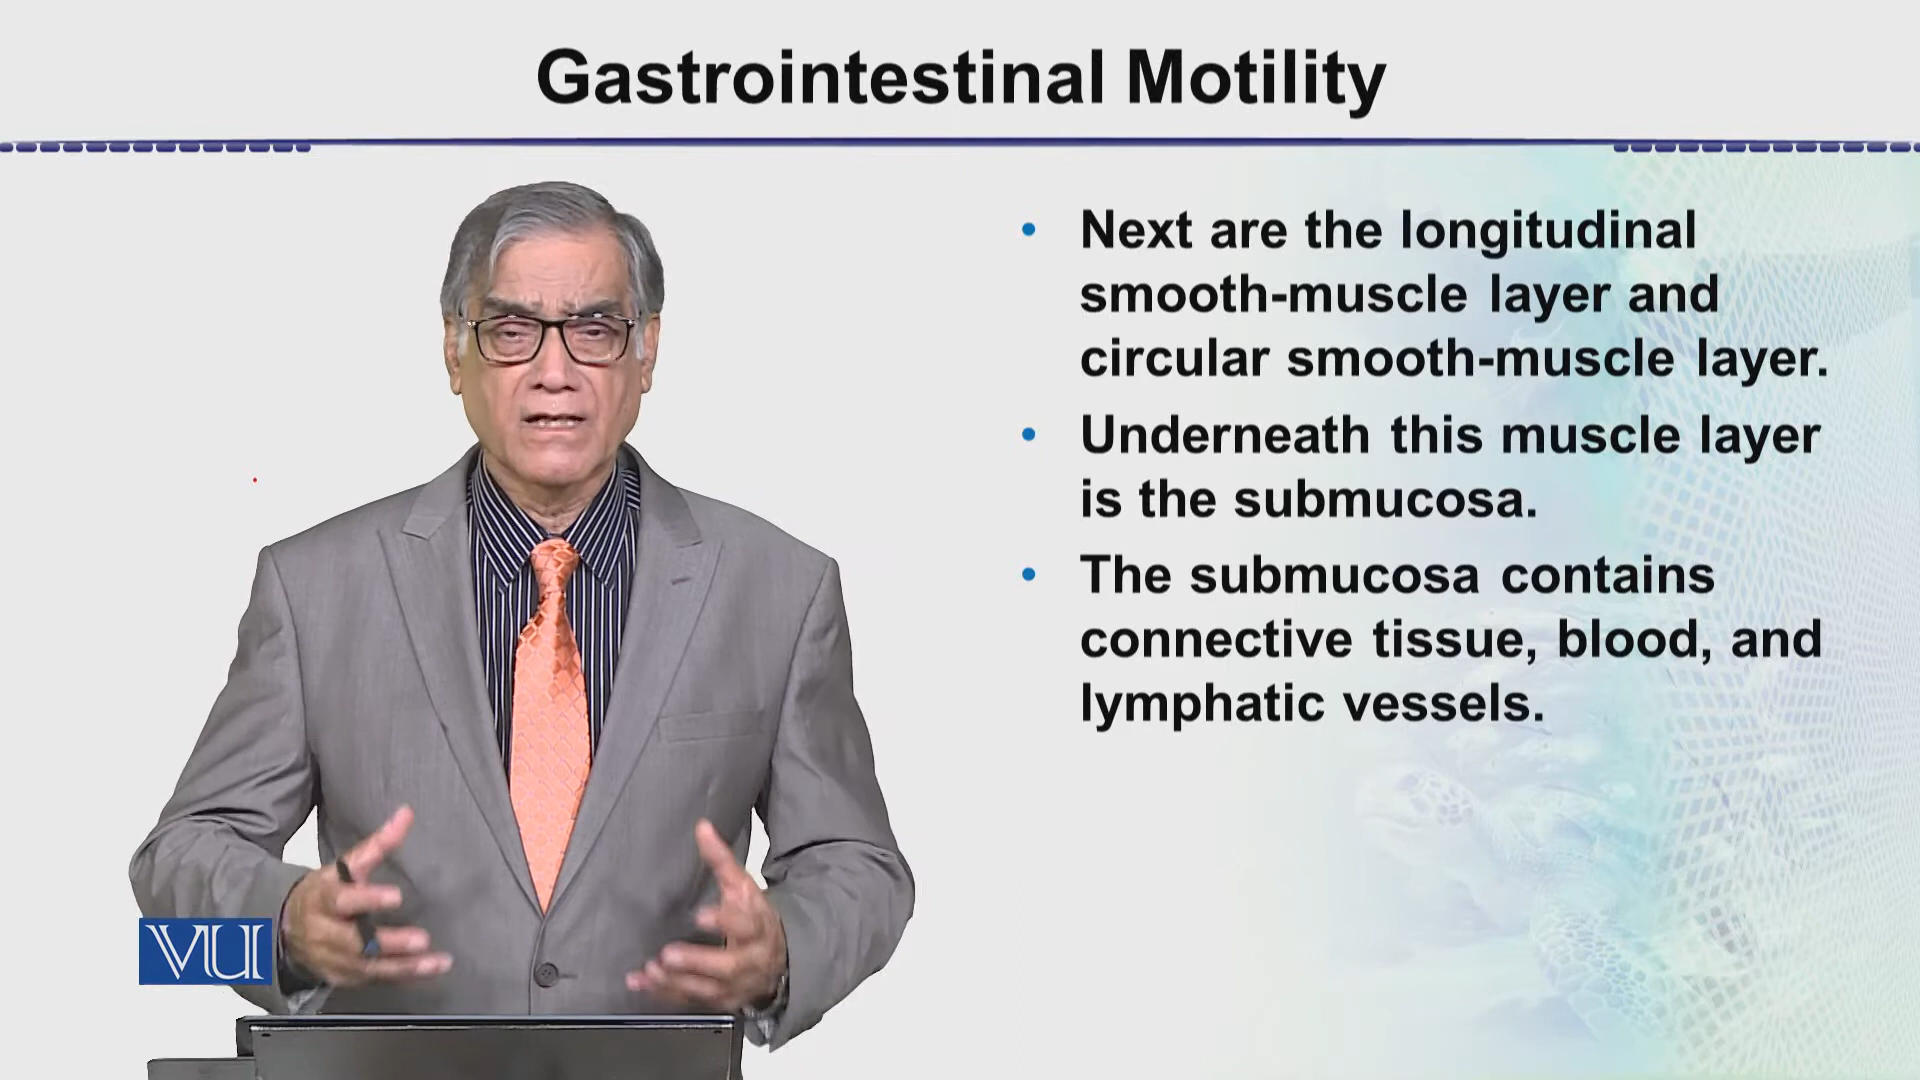 Gastrointestinal Motility
Next are the longitudinal
smooth-muscle layer and
circular smooth-muscle layer.
Underneath this muscle layer
is the submucosa.
The submucosa contains
connective tissue, blood, and
lymphatic vessels.
VU